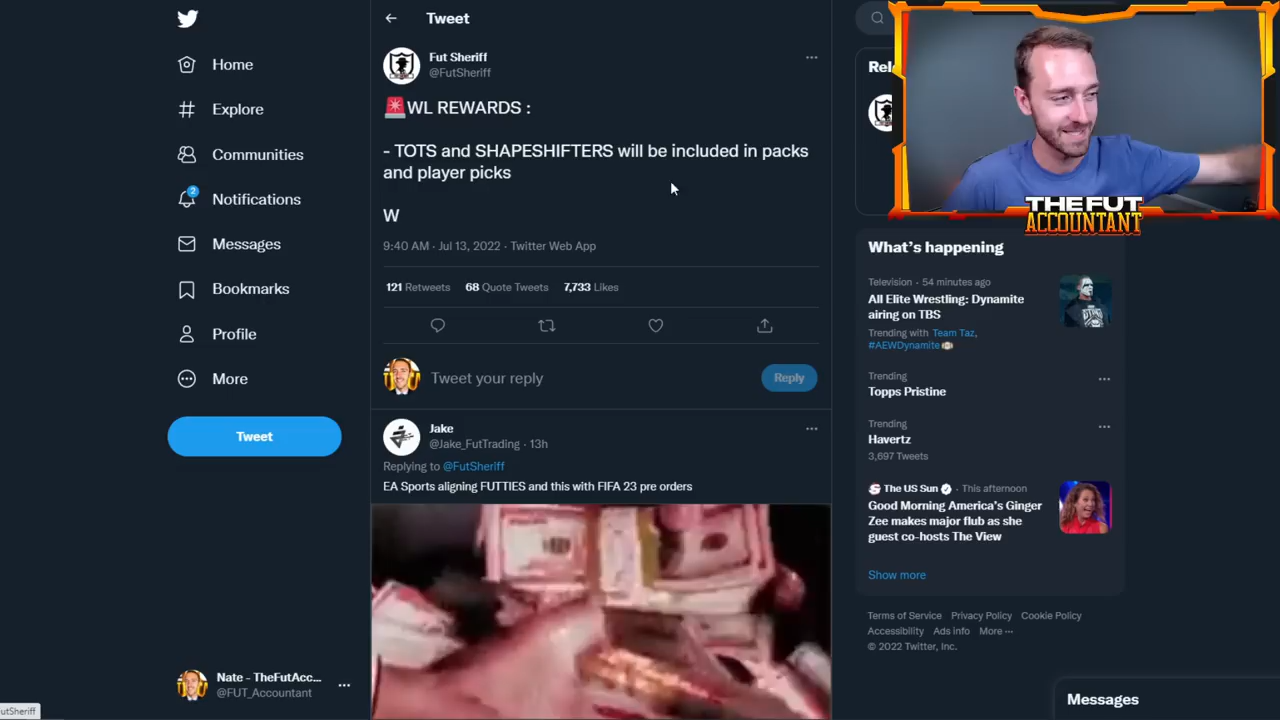 Home
Explore
Communities
2
Notifications
Messages
Bookmarks
Profile
More
Tweet
Nate - TheFutAcc...
@FUT_Accountant
utSheriff
Tweet
Fut Sheriff
@FutSheriff
🚨WL REWARDS :
- TOTS and SHAPESHIFTERS will be included in packs
and player picks
W
9:40 AM · Jul 13, 2022 · Twitter Web App
121 Retweets 68 Quote Tweets 7,733 Likes
Tweet your reply
Reply
Jake
@Jake_FutTrading · 13h
Replying to @FutSheriff
EA Sports aligning FUTTIES and this with FIFA 23 pre orders
Rel
THE FUT
ACCOUNTANT
What's happening
Television · 54 minutes ago
All Elite Wrestling: Dynamite
airing on TBS
Trending with Team Taz,
#AEWDynamite
Trending
Topps Pristine
Trending
Havertz
3,697 Tweets
The US Sun · This afternoon
Good Morning America's Ginger
Zee makes major flub as she
guest co-hosts The View
Show more
Terms of Service Privacy Policy Cookie Policy
Accessibility Ads info More ···
© 2022 Twitter, Inc.
Messages